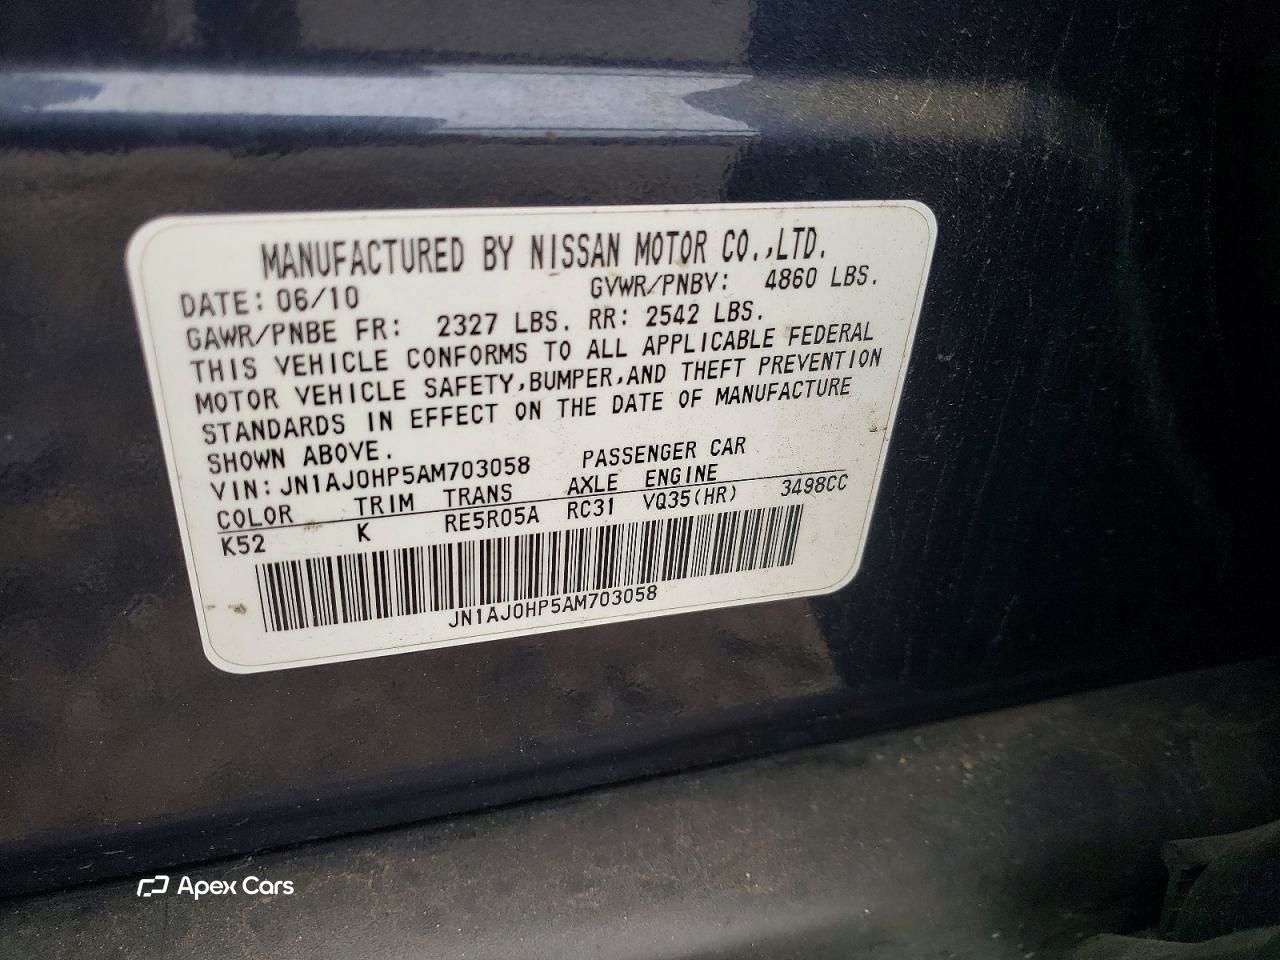 MANUFACTURED BY NISSAN MOTOR CO.,LTD.
DATE: 06/10 GVWR/PNBV: 4860 LBS.
GAWR/PNBE FR: 2327 LBS. RR: 2542 LBS.
THIS VEHICLE CONFORMS TO ALL APPLICABLE FEDERAL
MOTOR VEHICLE SAFETY,BUMPER,AND THEFT PREVENTION
STANDARDS IN EFFECT ON THE DATE OF MANUFACTURE
SHOWN ABOVE.
VIN: JN1AJ0HP5AM703058 PASSENGER CAR
COLOR TRIM TRANS AXLE ENGINE
K52 K RE5R05A RC31 VQ35(HR) 3498CC
JN1AJ0HP5AM703058
Apex Cars